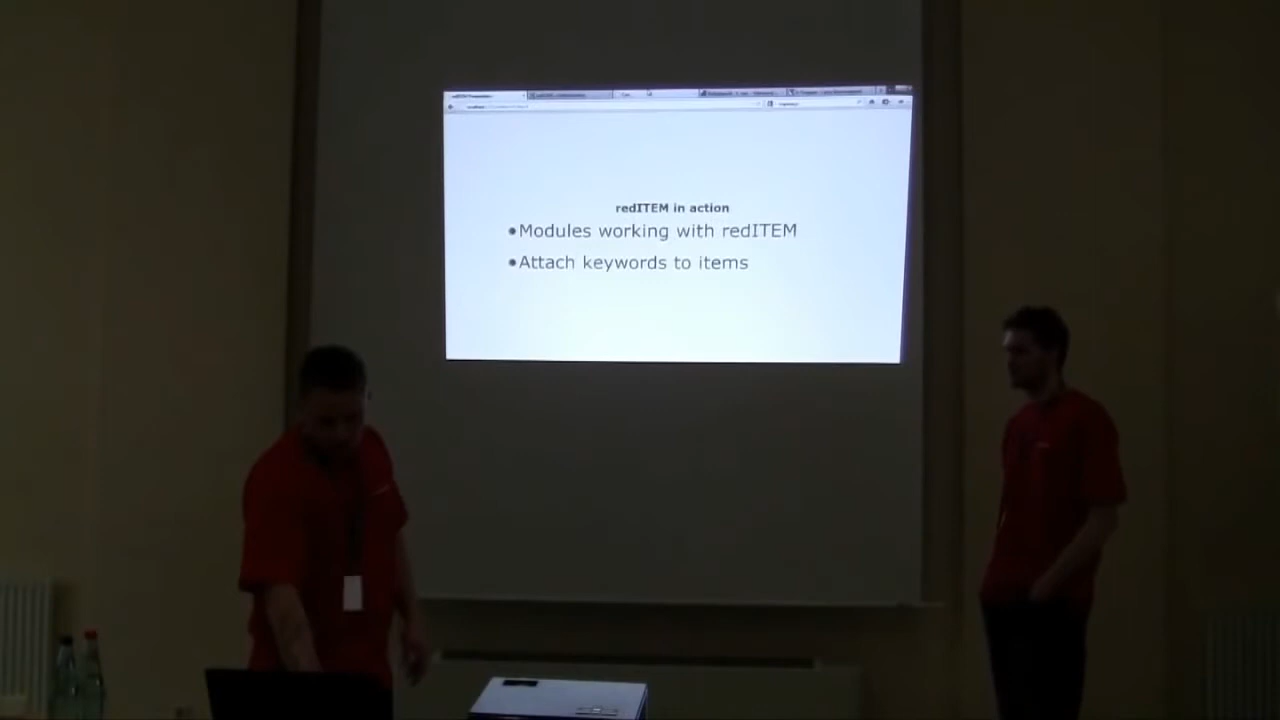 redITEM in action
•Modules working with redITEM
•Attach keywords to items